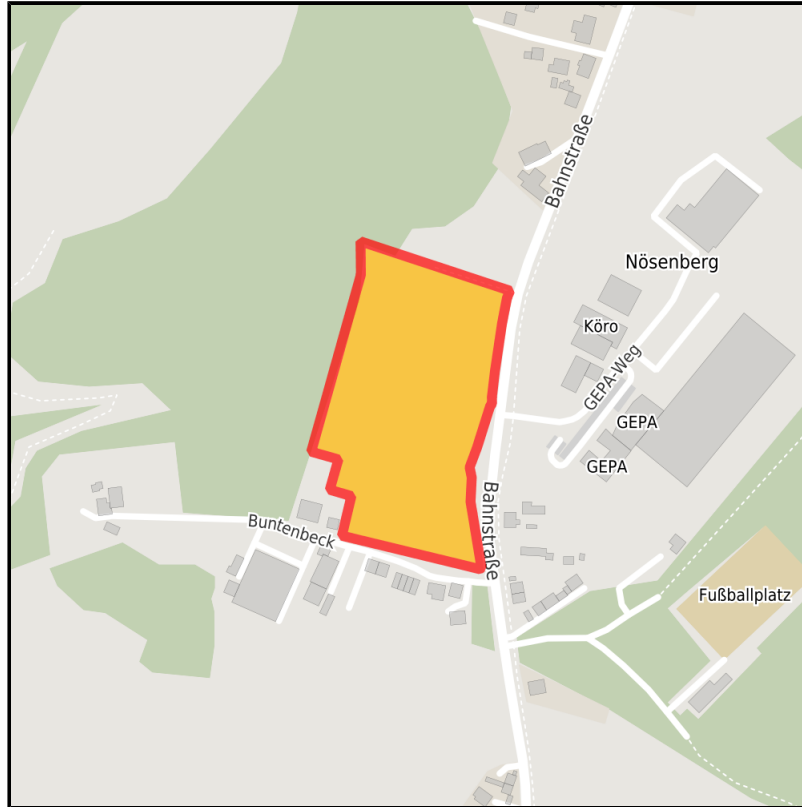 Bahnstraße
Nösenberg
Köro
GEPA-Weg
GEPA
GEPA
Bahnstraße
Buntenbeck
Fußballplatz